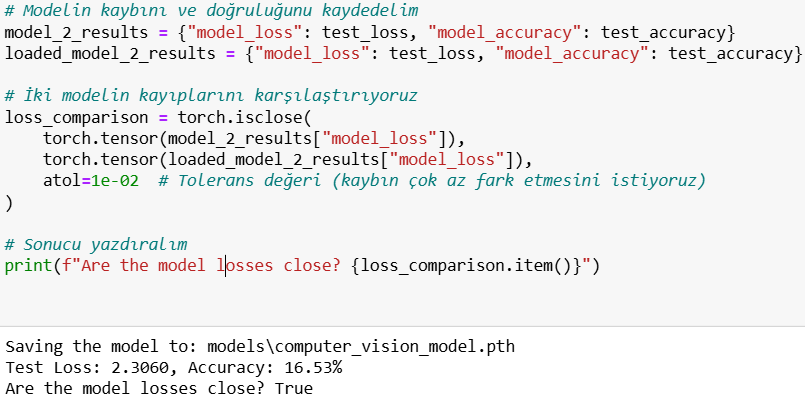 # Modelin kaybını ve doğruluğunu kaydedelim
model_2_results = {"model_loss": test_loss, "model_accuracy": test_accuracy}
loaded_model_2_results = {"model_loss": test_loss, "model_accuracy": test_accuracy}
# İki modelin kayıplarını karşılaştırıyoruz
loss_comparison = torch.isclose(
    torch.tensor(model_2_results["model_loss"]),
    torch.tensor(loaded_model_2_results["model_loss"]),
    atol=1e-02  # Tolerans değeri (kaybın çok az fark etmesini istiyoruz)
)
# Sonucu yazdıralım
print(f"Are the model losses close? {loss_comparison.item()}")
Saving the model to: models\computer_vision_model.pth
Test Loss: 2.3060, Accuracy: 16.53%
Are the model losses close? True